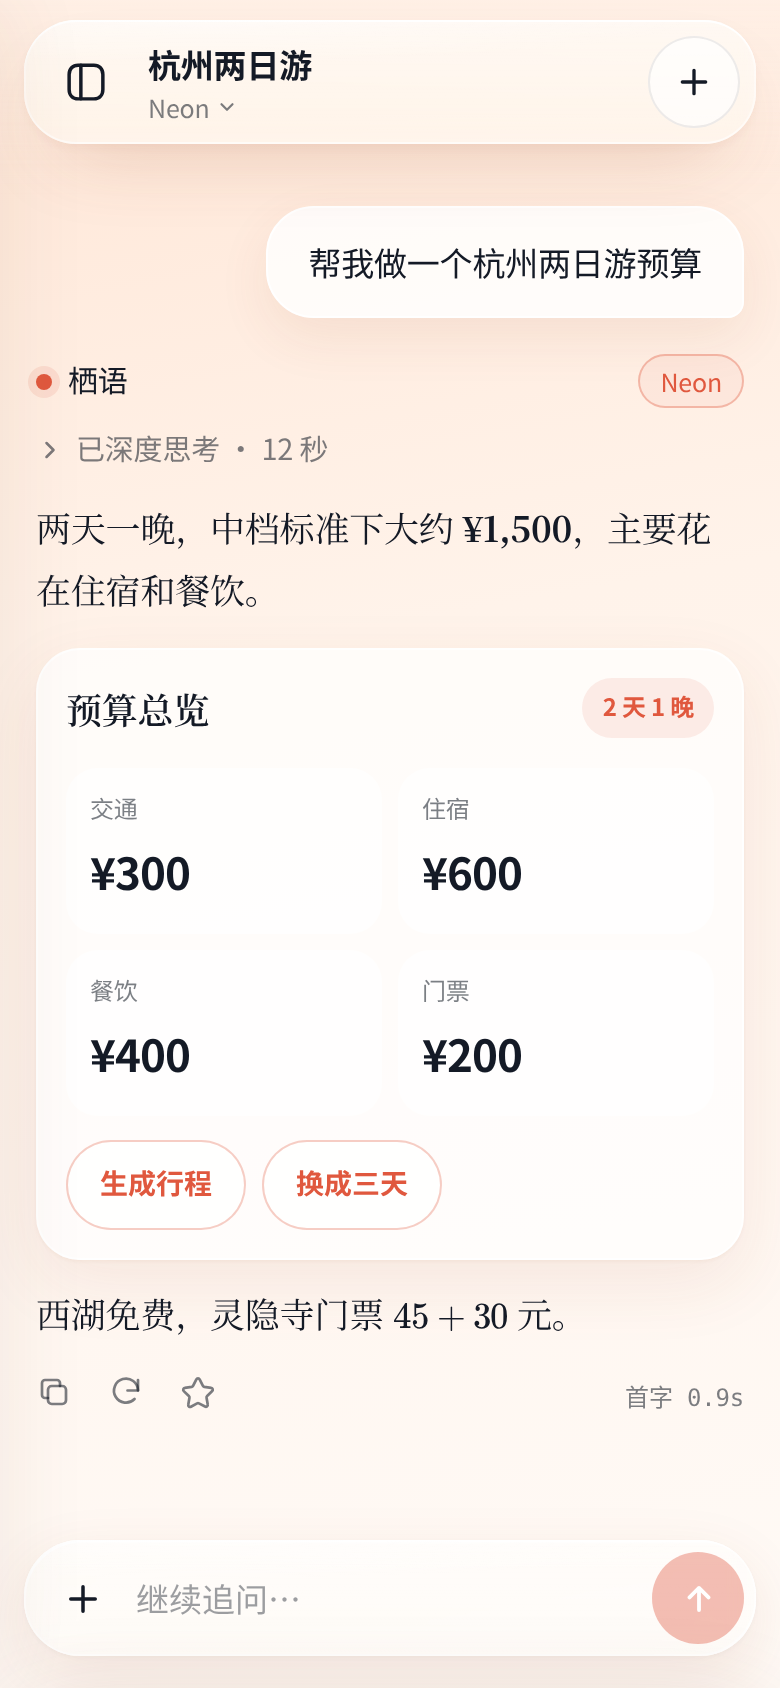 杭州两日游
Neon
帮我做一个杭州两日游预算
栖语
Neon
已深度思考 · 12 秒
两天一晚，中档标准下大约 ¥1,500，主要花
在住宿和餐饮。
预算总览
2 天 1 晚
交通
住宿
¥300
¥600
餐饮
门票
¥400
¥200
生成行程
换成三天
西湖免费，灵隐寺门票 45 + 30 元。
首字 0.9s
继续追问…